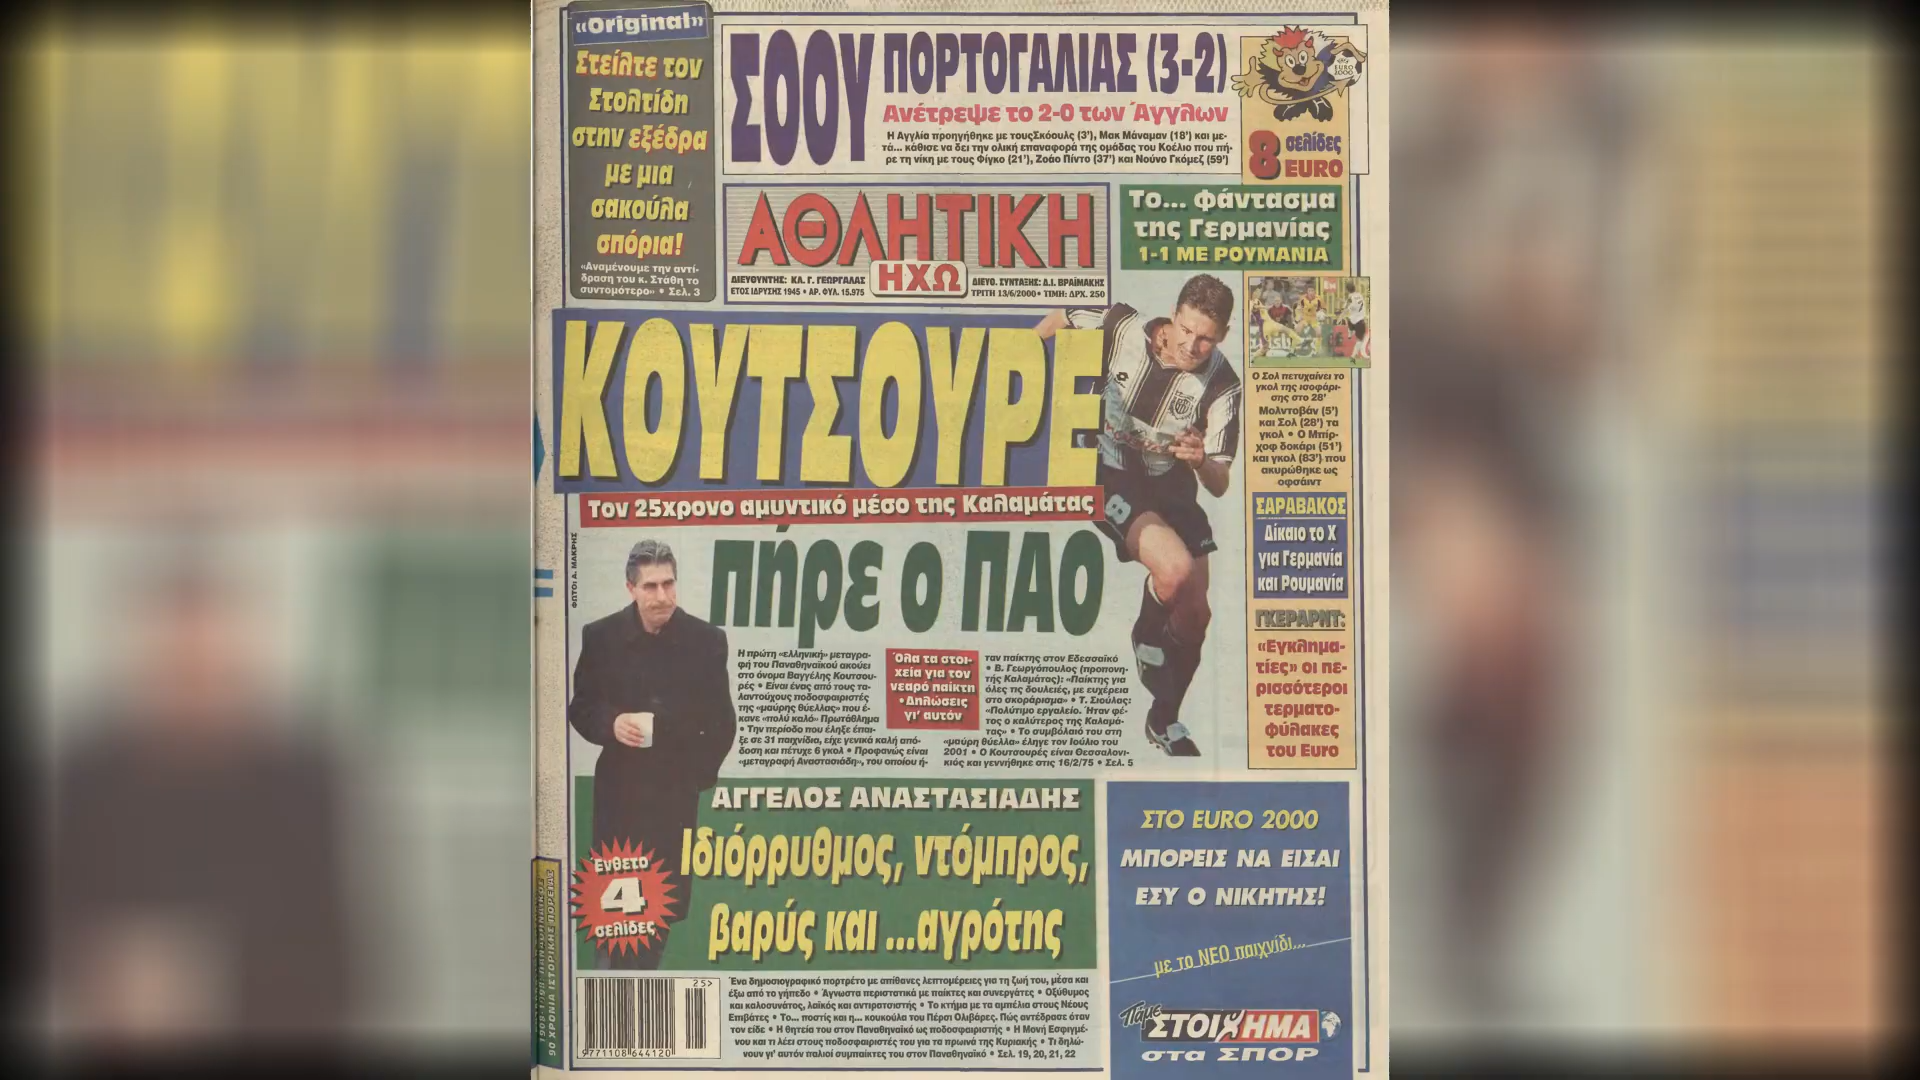 «Original»
Στείλτε τον
Στολτίδη
στην εξέδρα
με μια
σακούλα
σπόρια!
«Αναμένουμε την αντί-
δραση του κ. Στάθη το
συντομότερο» • Σελ. 3
ΣΟΟΥ ΠΟΡΤΟΓΑΛΙΑΣ (3-2)
Ανέτρεψε το 2-0 των Άγγλων
Η Αγγλία προηγήθηκε με τουςΣκόουλς (3'), Μακ Μάναμαν (18') και με-
τά... κάθισε να δει την ολική επαναφορά της ομάδας του Κοέλιο που πή-
ρε τη νίκη με τους Φίγκο (21'), Ζοάο Πίντο (37') και Νούνο Γκόμεζ (59')
EURO
2000
8 σελίδες
EURO
ΑΘΛΗΤΙΚΗ
ΗΧΩ
ΔΙΕΥΘΥΝΤΗΣ: ΚΛ. Γ. ΓΕΩΡΓΑΛΑΣ
ΕΤΟΣ ΙΔΡΥΣΗΣ 1945 • ΑΡ. ΦΥΛ. 15.975
ΔΙΕΥΘ. ΣΥΝΤΑΞΗΣ: Δ.Ι. ΒΡΑΪΜΑΚΗΣ
ΤΡΙΤΗ 13/6/2000 • ΤΙΜΗ: ΔΡΧ. 250
Το... φάντασμα
της Γερμανίας
1-1 ΜΕ ΡΟΥΜΑΝΙΑ
Ο Σολ πετυχαίνει το
γκολ της ισοφάρι-
σης στο 28'
Μολντοβάν (5')
και Σολ (28') τα
γκολ • Ο Μπίρ-
χοφ δοκάρι (51')
και γκολ (83') που
ακυρώθηκε ως
οφσάιντ
ΣΑΡΑΒΑΚΟΣ
Δίκαιο το Χ
για Γερμανία
και Ρουμανία
ΓΚΕΡΑΡΝΤ:
«Εγκλημα-
τίες» οι πε-
ρισσότεροι
τερματο-
φύλακες
του Euro
ΚΟΥΤΣΟΥΡΕ
Τον 25χρονο αμυντικό μέσο της Καλαμάτας
πήρε ο ΠΑΟ
ΦΩΤΟ: Α. ΜΑΚΡΗΣ
Η πρώτη «ελληνική» μεταγρα-
φή του Παναθηναϊκού ακούει
στο όνομα Βαγγέλης Κουτσου-
ρές • Είναι ένας από τους τα-
λαντούχους ποδοσφαιριστές
της «μαύρης θύελλας» που έ-
κανε «πολύ καλό» Πρωτάθλημα
• Την περίοδο που έληξε έπαι-
ξε σε 31 παιχνίδια, είχε γενικά καλή από-
δοση και πέτυχε 6 γκολ • Προφανώς είναι
«μεταγραφή Αναστασιάδη», του οποίου ή-
Όλα τα στοι-
χεία για τον
νεαρό παίκτη
• Δηλώσεις
γι' αυτόν
ταν παίκτης στον Εδεσσαϊκό
• Β. Γεωργόπουλος (προπονη-
τής Καλαμάτας): «Παίκτης για
όλες τις δουλειές, με ευχέρεια
στο σκοράρισμα» • Τ. Σιούλας:
«Πολύτιμο εργαλείο. Ήταν φέ-
τος ο καλύτερος της Καλαμά-
τας» • Το συμβόλαιό του στη
«μαύρη θύελλα» έληγε τον Ιούλιο του
2001 • Ο Κουτσουρές είναι Θεσσαλονι-
κιός και γεννήθηκε στις 16/2/75 • Σελ. 5
ΑΓΓΕΛΟΣ ΑΝΑΣΤΑΣΙΑΔΗΣ
Ιδιόρρυθμος, ντόμπρος,
βαρύς και ...αγρότης
Ένθετο
4
σελίδες
Ένα δημοσιογραφικό πορτρέτο με απίθανες λεπτομέρειες για τη ζωή του, μέσα και
έξω από το γήπεδο • Άγνωστα περιστατικά με παίκτες και συνεργάτες • Οξύθυμος
και καλοσυνάτος, λαϊκός και αντιρατσιστής • Το κτήμα με τα αμπέλια στους Νέους
Επιβάτες • Το... ποστίς και η... κουκούλα του Πέρσι Ολιβάρες. Πώς αντέδρασε όταν
τον είδε • Η θητεία του στον Παναθηναϊκό ως ποδοσφαιριστής • Η Μονή Εσφιγμέ-
νου και τι λέει στους ποδοσφαιριστές του για τα πρωινά της Κυριακής • Τι δηλώ-
νουν γι' αυτόν παλιοί συμπαίκτες του στον Παναθηναϊκό • Σελ. 19, 20, 21, 22
25>
9771108644120
ΣΤΟ EURO 2000
ΜΠΟΡΕΙΣ ΝΑ ΕΙΣΑΙ
ΕΣΥ Ο ΝΙΚΗΤΗΣ!
με το ΝΕΟ παιχνίδι...
Πάμε
ΣΤΟΙΧΗΜΑ
στα ΣΠΟΡ
1908-1998: ΠΑΝΑΘΗΝΑΪΚΟΣ
90 ΧΡΟΝΙΑ ΙΣΤΟΡΙΚΗΣ ΠΟΡΕΙΑΣ